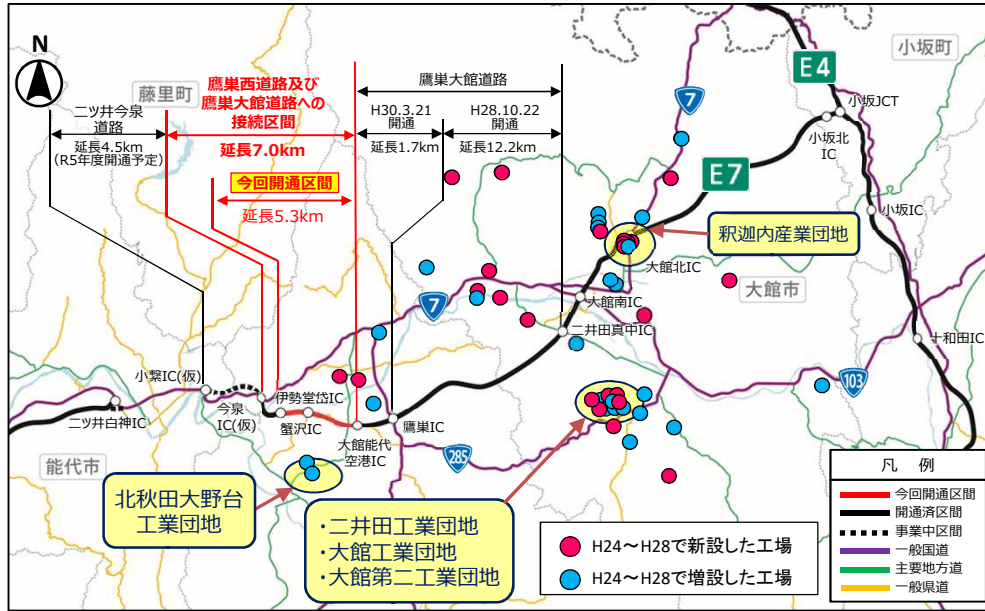 N
藤里町
小坂町
二ツ井今泉
道路
延長4.5km
(R5年度開通予定)
鷹巣西道路及び
鷹巣大館道路への
接続区間
延長7.0km
今回開通区間
延長5.3km
鷹巣大館道路
H30.3.21
開通
延長1.7km
H28.10.22
開通
延長12.2km
7
E4
E7
小坂JCT
小坂北
IC
小坂IC
釈迦内産業団地
大館北IC
大館市
大館南IC
二井田真中IC
十和田IC
7
103
285
小繋IC(仮)
今泉
IC(仮)
伊勢堂岱IC
蟹沢IC
二ツ井白神IC
大館能代
空港IC
鷹巣IC
能代市
北秋田大野台
工業団地
・二井田工業団地
・大館工業団地
・大館第二工業団地
H24～H28で新設した工場
H24～H28で増設した工場
凡 例
今回開通区間
開通済区間
事業中区間
一般国道
主要地方道
一般県道